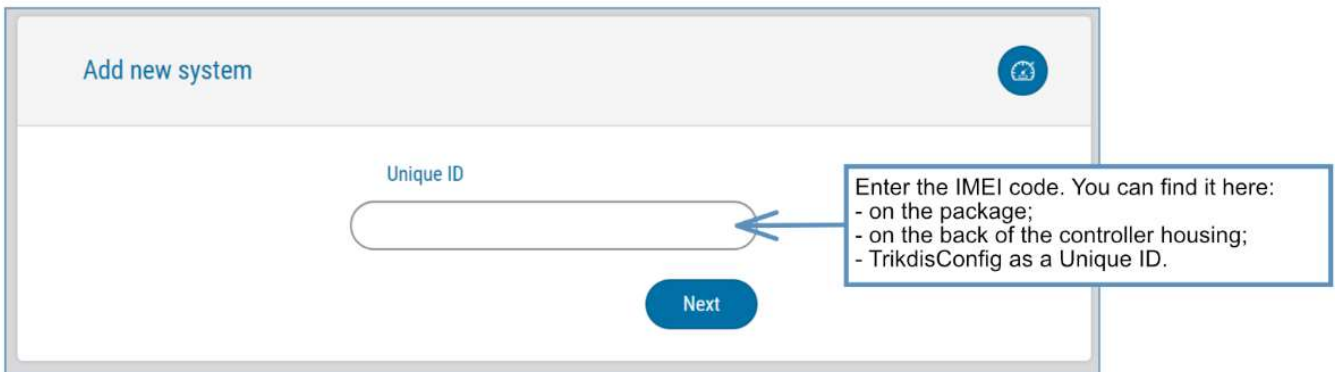 Add new system
Unique ID
Enter the IMEI code. You can find it here:
- on the package;
- on the back of the controller housing;
- TrikdisConfig as a Unique ID.
Next